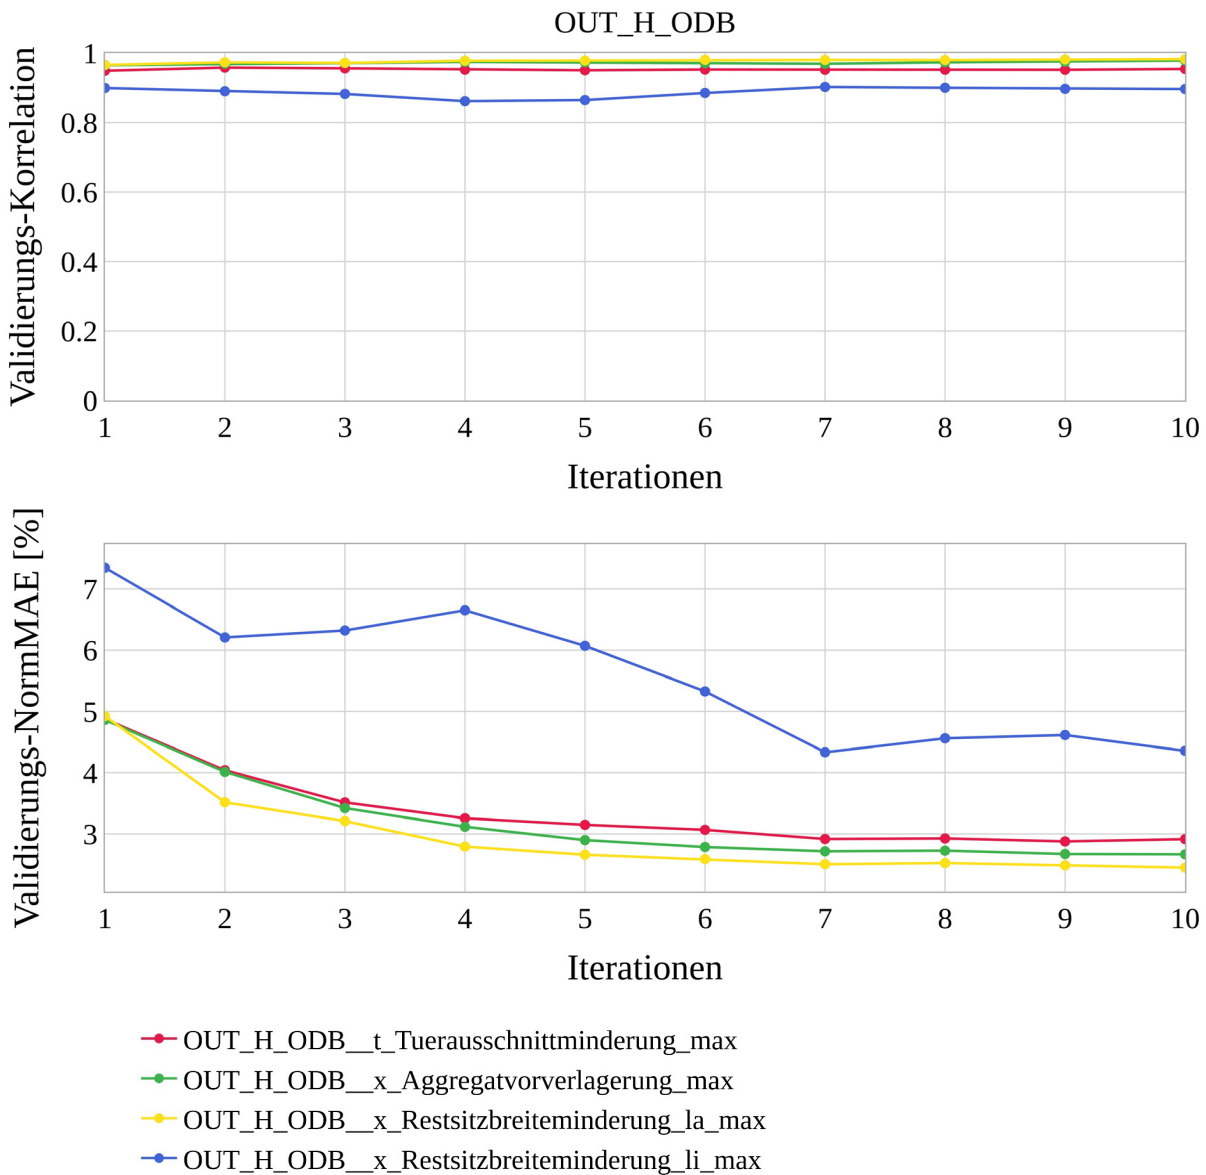 OUT_H_ODB
Validierungs-Korrelation
1
0.8
0.6
0.4
0.2
0
1 2 3 4 5 6 7 8 9 10
Iterationen
Validierungs-NormMAE [%]
7
6
5
4
3
1 2 3 4 5 6 7 8 9 10
Iterationen
OUT_H_ODB__t_Tuerausschnittminderung_max
OUT_H_ODB__x_Aggregatvorverlagerung_max
OUT_H_ODB__x_Restsitzbreiteminderung_la_max
OUT_H_ODB__x_Restsitzbreiteminderung_li_max